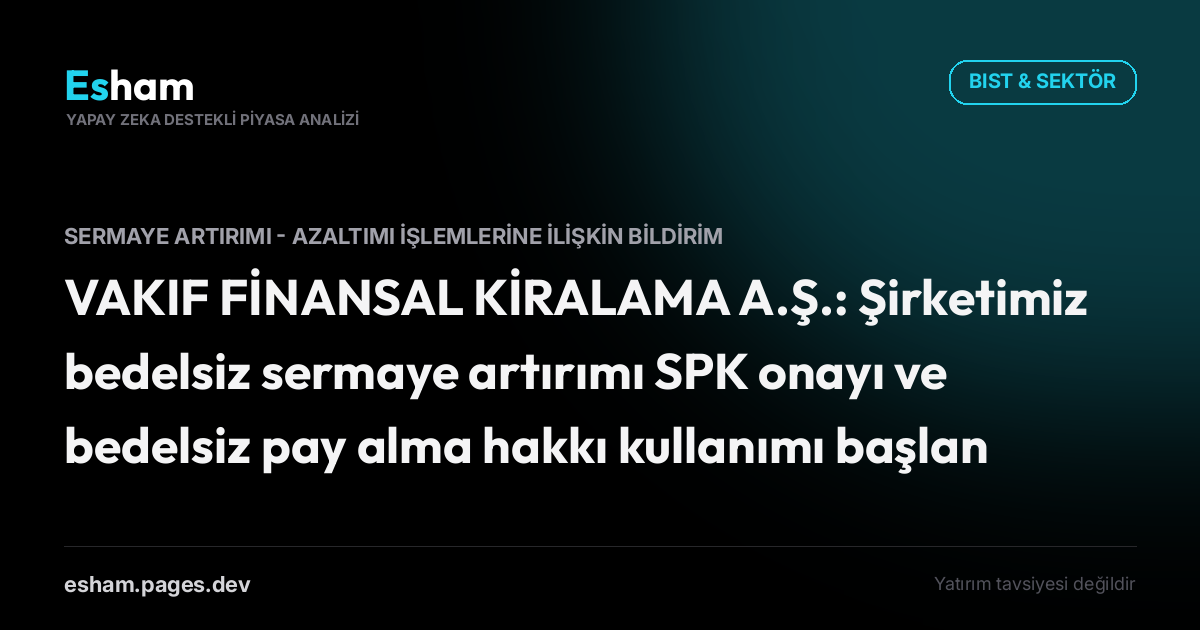 Esham
BIST & SEKTÖR
YAPAY ZEKA DESTEKLİ PİYASA ANALİZİ
SERMAYE ARTIRIMI - AZALTIMI İŞLEMLERİNE İLİŞKİN BİLDİRİM
VAKIF FİNANSAL KİRALAMA A.Ş.: Şirketimiz
bedelsiz sermaye artırımı SPK onayı ve
bedelsiz pay alma hakkı kullanımı başlan
esham.pages.dev
Yatırım tavsiyesi değildir